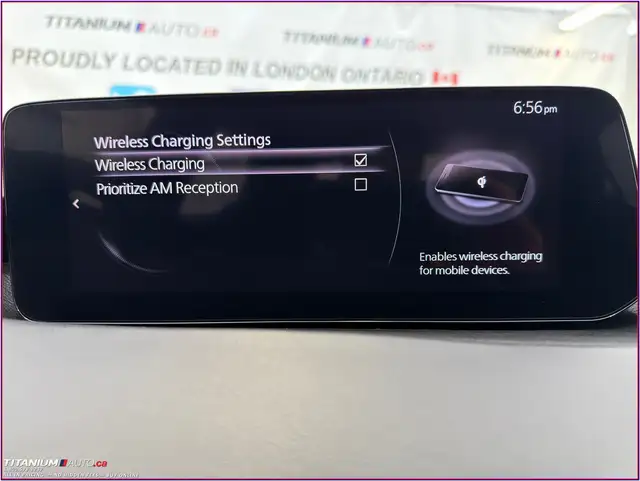 TITANIUM AUTO.ca
TITANIUM AUTO.ca
TITANIUM AUTO.ca
PROUDLY LOCATED IN LONDON ONTARIO
6:56pm
Wireless Charging Settings
Wireless Charging
Prioritize AM Reception
Enables wireless charging
for mobile devices.
TITANIUM AUTO.ca